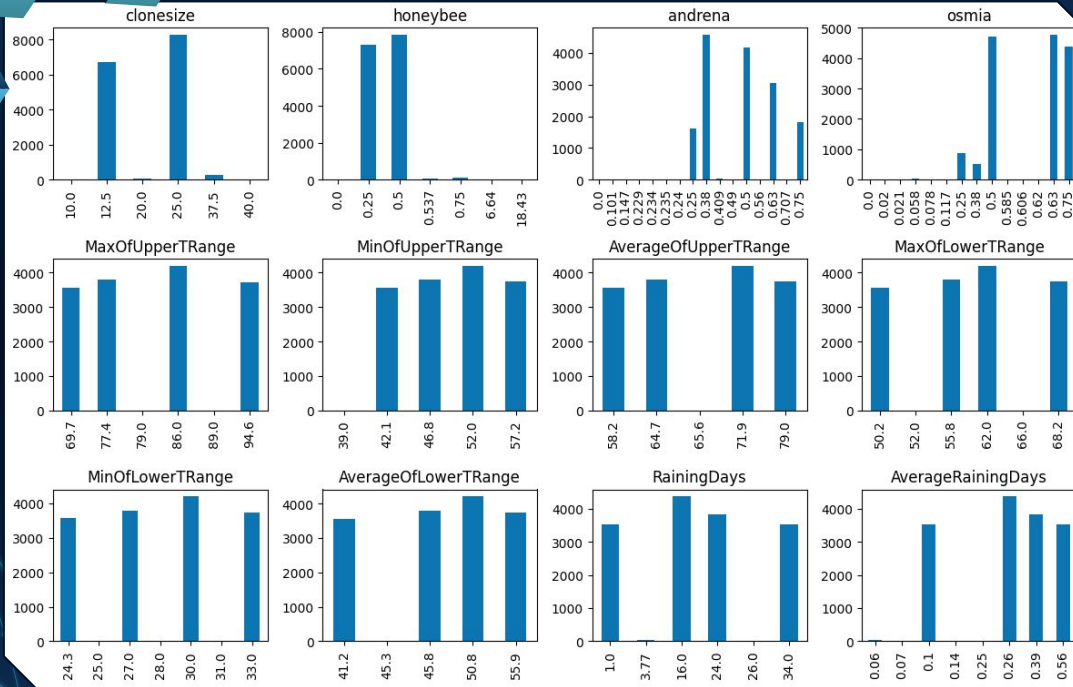 clonesize
8000
6000
4000
2000
0
10.0 12.5 20.0 25.0 37.5 40.0
honeybee
8000
6000
4000
2000
0
0.0 0.25 0.5 0.537 0.75 6.64 18.43
andrena
4000
3000
2000
1000
0
0.0 0.101 0.147 0.229 0.234 0.235 0.24 0.25 0.38 0.409 0.49 0.5 0.56 0.63 0.707 0.75
osmia
5000
4000
3000
2000
1000
0
0.0 0.02 0.021 0.058 0.078 0.117 0.25 0.38 0.5 0.585 0.606 0.62 0.63 0.75
MaxOfUpperTRange
4000
3000
2000
1000
0
69.7 77.4 79.0 86.0 89.0 94.6
MinOfUpperTRange
4000
3000
2000
1000
0
39.0 42.1 46.8 52.0 57.2
AverageOfUpperTRange
4000
3000
2000
1000
0
58.2 64.7 65.6 71.9 79.0
MaxOfLowerTRange
4000
3000
2000
1000
0
50.2 52.0 55.8 62.0 66.0 68.2
MinOfLowerTRange
4000
3000
2000
1000
0
24.3 25.0 27.0 28.0 30.0 31.0 33.0
AverageOfLowerTRange
4000
3000
2000
1000
0
41.2 45.3 45.8 50.8 55.9
RainingDays
4000
3000
2000
1000
0
1.0 3.77 16.0 24.0 26.0 34.0
AverageRainingDays
4000
3000
2000
1000
0
0.06 0.07 0.1 0.14 0.25 0.26 0.39 0.56